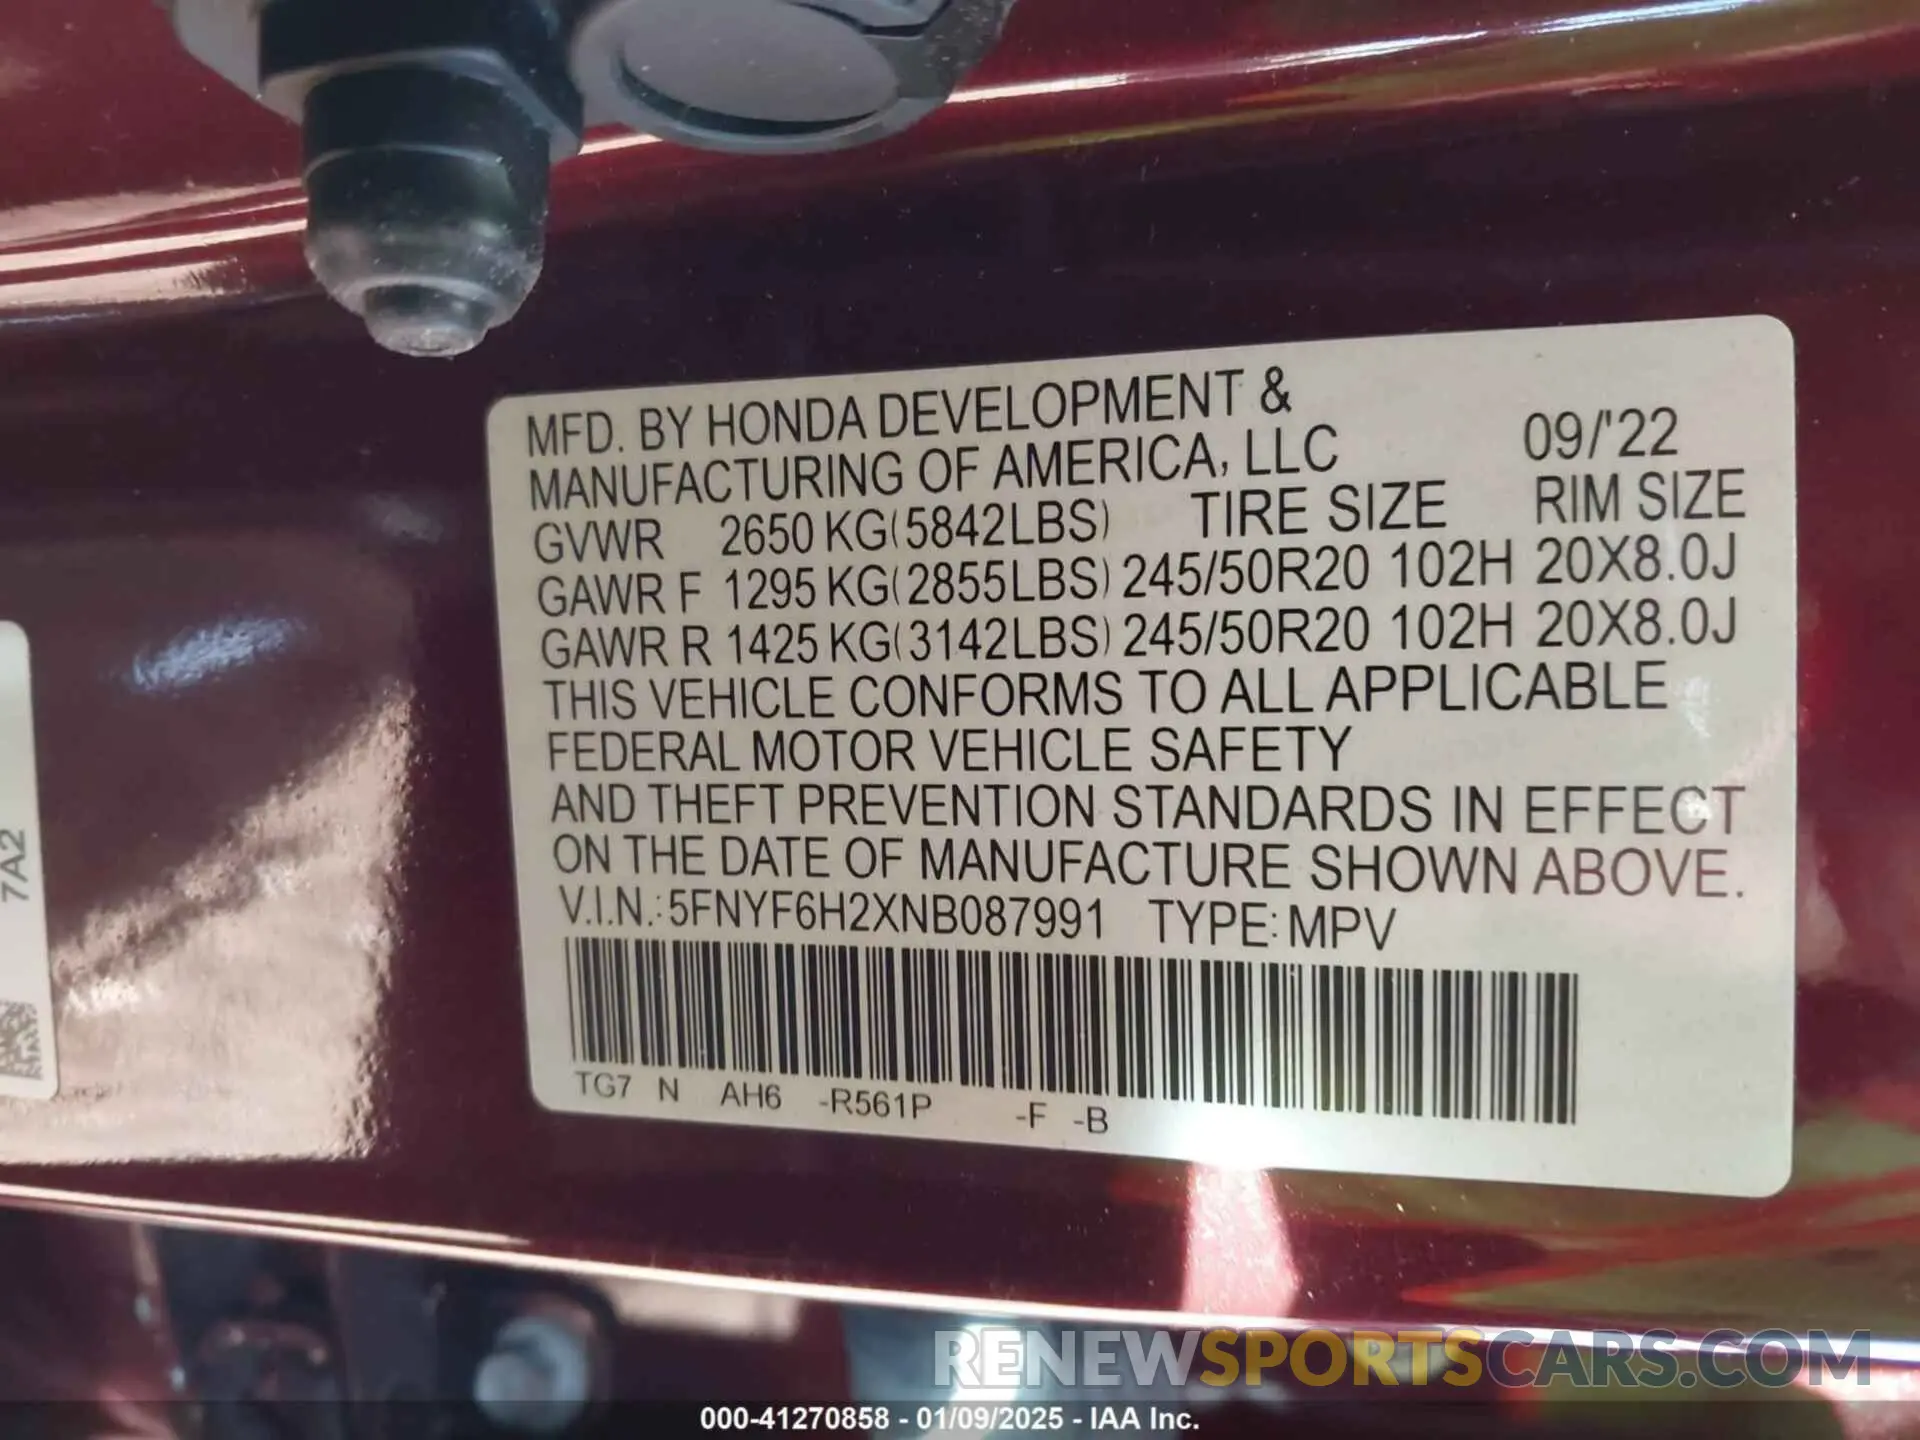 MFD. BY HONDA DEVELOPMENT &
MANUFACTURING OF AMERICA, LLC 09/'22
GVWR 2650 KG(5842LBS) TIRE SIZE RIM SIZE
GAWR F 1295 KG(2855LBS) 245/50R20 102H 20X8.0J
GAWR R 1425 KG(3142LBS) 245/50R20 102H 20X8.0J
THIS VEHICLE CONFORMS TO ALL APPLICABLE
FEDERAL MOTOR VEHICLE SAFETY
AND THEFT PREVENTION STANDARDS IN EFFECT
ON THE DATE OF MANUFACTURE SHOWN ABOVE.
V.I.N.: 5FNYF6H2XNB087991 TYPE: MPV
TG7 N AH6 -R561P -F -B
7A2
RENEWSPORTSCARS.COM
000-41270858 - 01/09/2025 - IAA Inc.